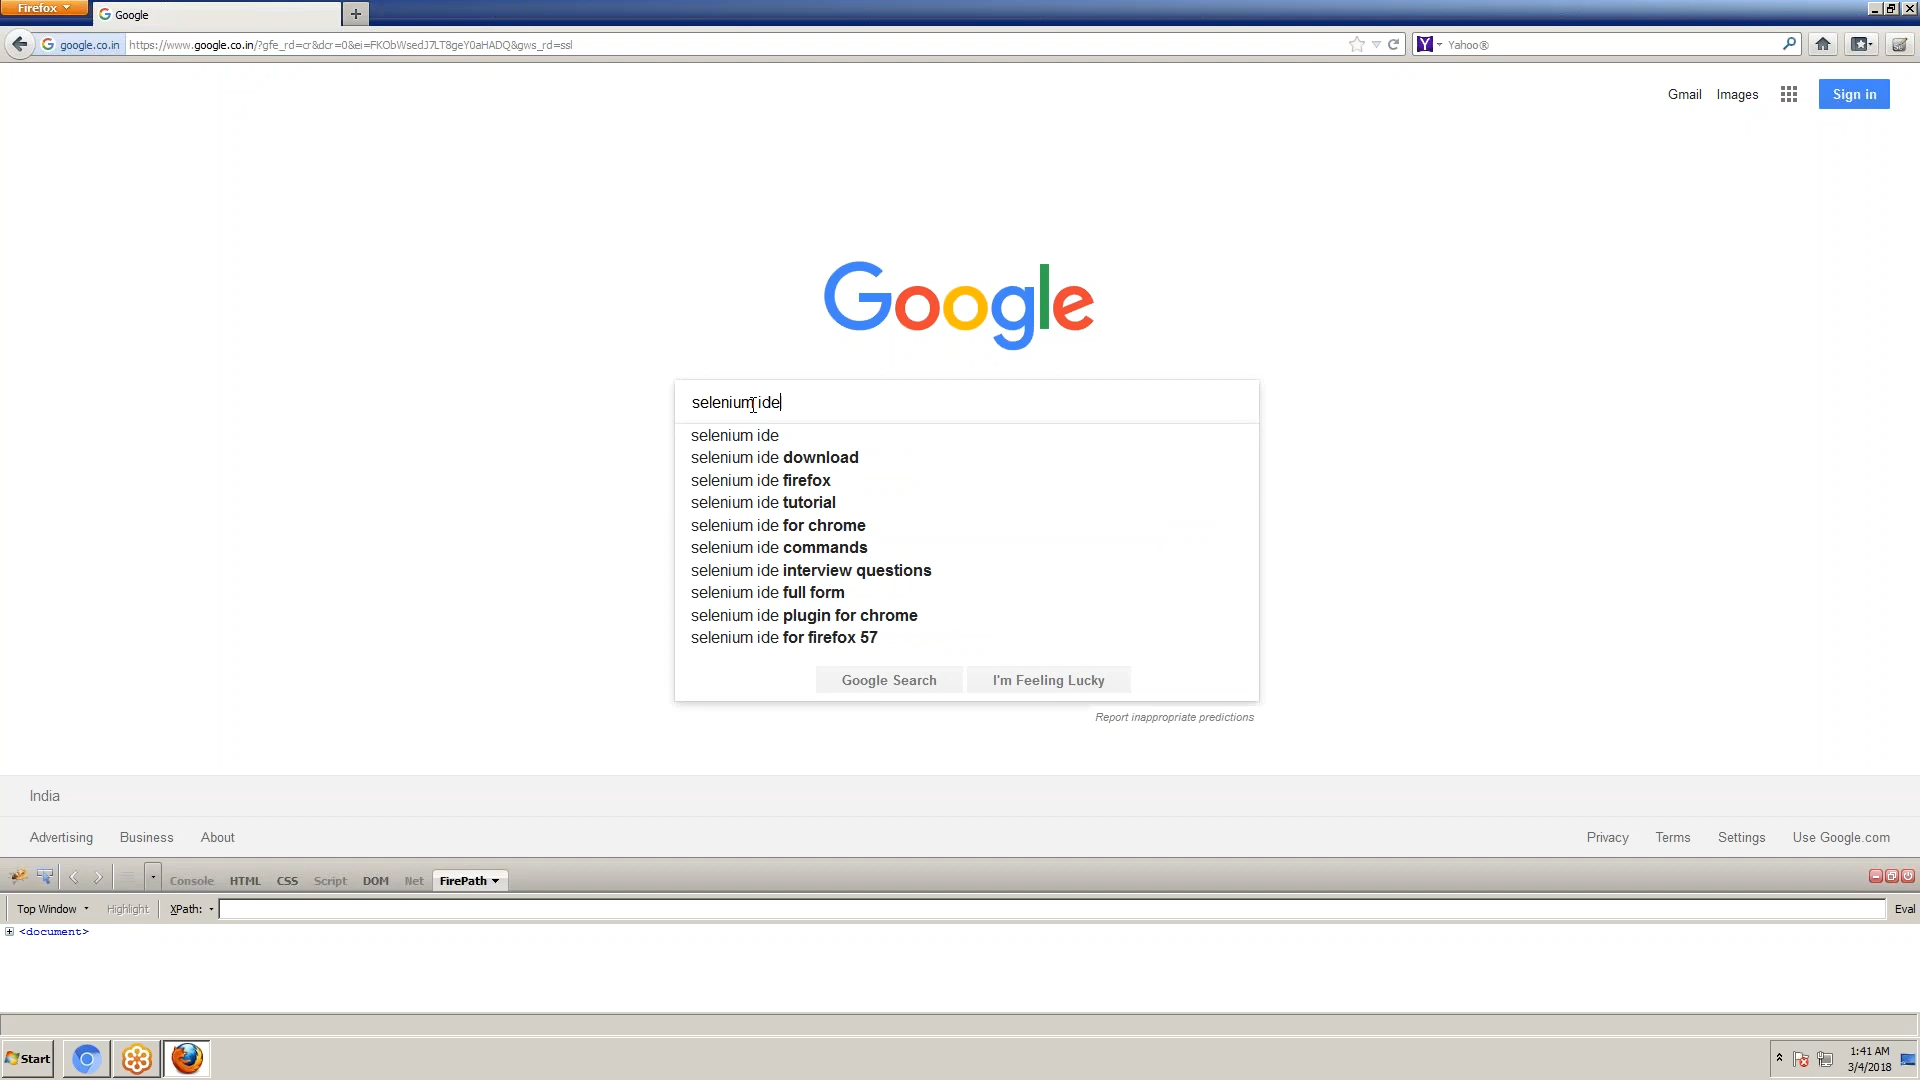 Firefox
Google
google.co.in
https://www.google.co.in/?gfe_rd=cr&dcr=0&ei=FKObWsedJ7LT8geY0aHADQ&gws_rd=ssl
Yahoo®
Gmail
Images
Sign in
Google
selenium ide
selenium ide
selenium ide download
selenium ide firefox
selenium ide tutorial
selenium ide for chrome
selenium ide commands
selenium ide interview questions
selenium ide full form
selenium ide plugin for chrome
selenium ide for firefox 57
Google Search
I'm Feeling Lucky
Report inappropriate predictions
India
Advertising
Business
About
Privacy
Terms
Settings
Use Google.com
Console
HTML
CSS
Script
DOM
Net
FirePath
Top Window
Highlight
XPath:
Eval
<document>
Start
1:41 AM
3/4/2018